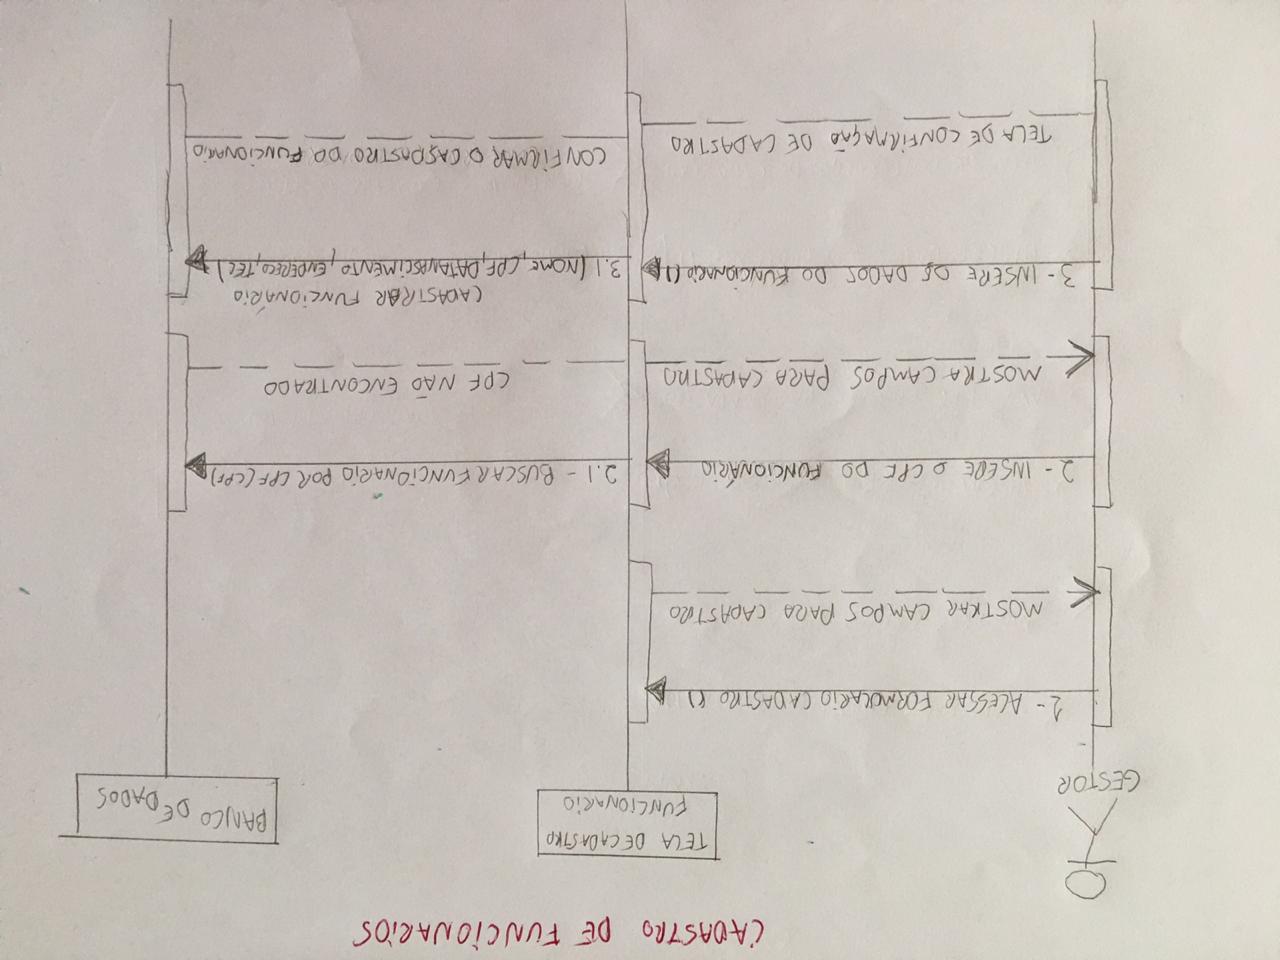 CADASTRO DE FUNCIONARIOS
TELA DE CADASTRO
FUNCIONARIO
BANCO DE DADOS
GESTOR
1- ACESSAR FORMULARIO CADASTRO ()
MOSTRAR CAMPOS PARA CADASTRO
2- INSERE O CPF DO FUNCIONÁRIO
2.1 - BUSCAR FUNCIONARIO POR CPF (CPF)
MOSTRA CAMPOS PARA CADASTRO
CPF NÃO ENCONTRADO
3- INSERE OS DADOS DO FUNCIONARIO ()
CADASTRAR FUNCIONÁRIO
3.1 (NOME, CPF, DATANASCIMENTO, ENDERECO, TEL)
TELA DE CONFIRMAÇÃO DE CADASTRO
CONFIRMAR O CASDASTRO DO FUNCIONARIO